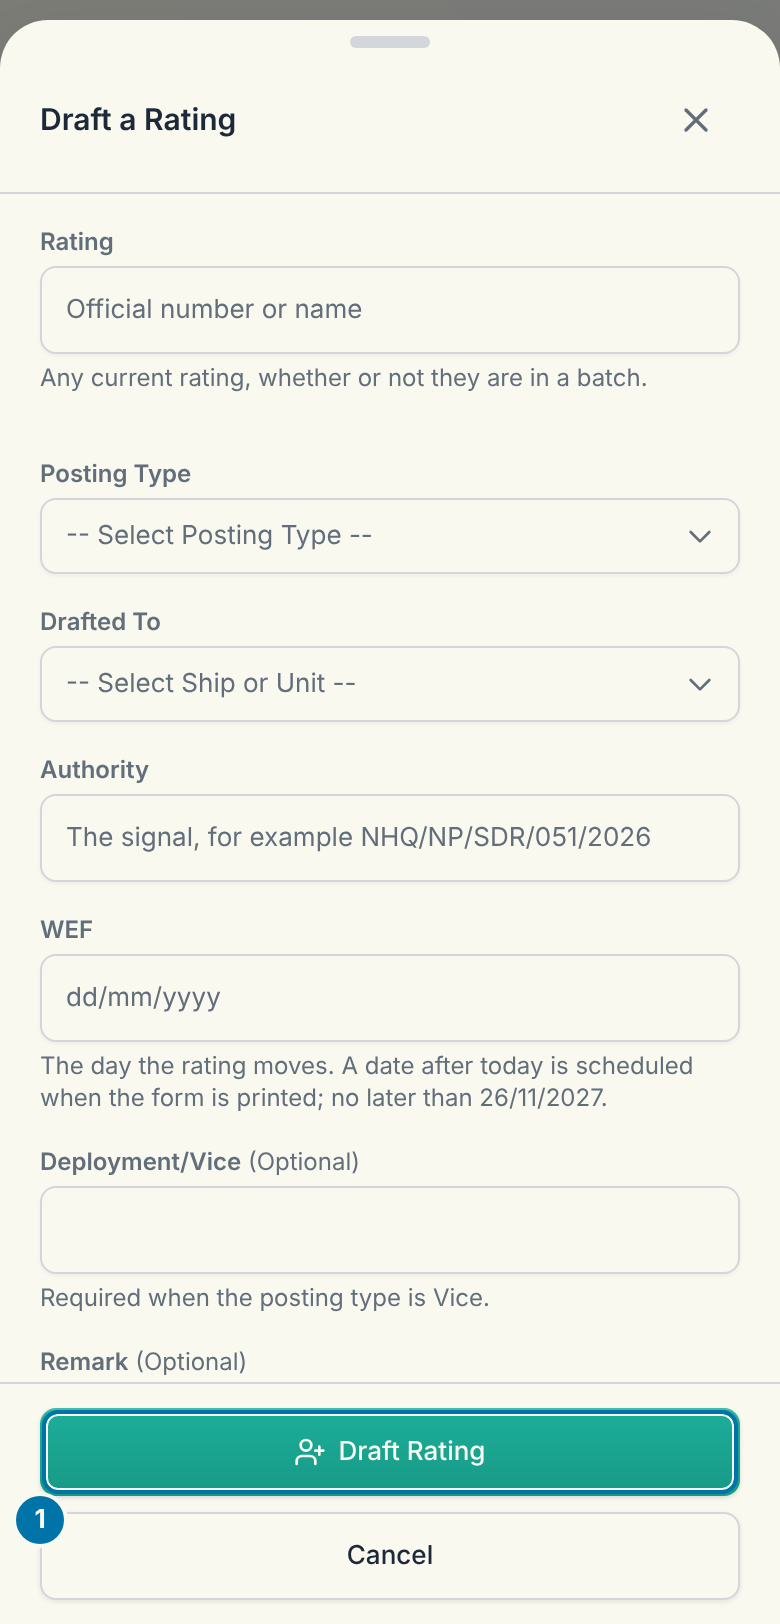 Draft a Rating
Rating
Official number or name
Any current rating, whether or not they are in a batch.
Posting Type
-- Select Posting Type --
Drafted To
-- Select Ship or Unit --
Authority
The signal, for example NHQ/NP/SDR/051/2026
WEF
dd/mm/yyyy
The day the rating moves. A date after today is scheduled
when the form is printed; no later than 26/11/2027.
Deployment/Vice (Optional)
Required when the posting type is Vice.
Remark (Optional)
Draft Rating
1
Cancel